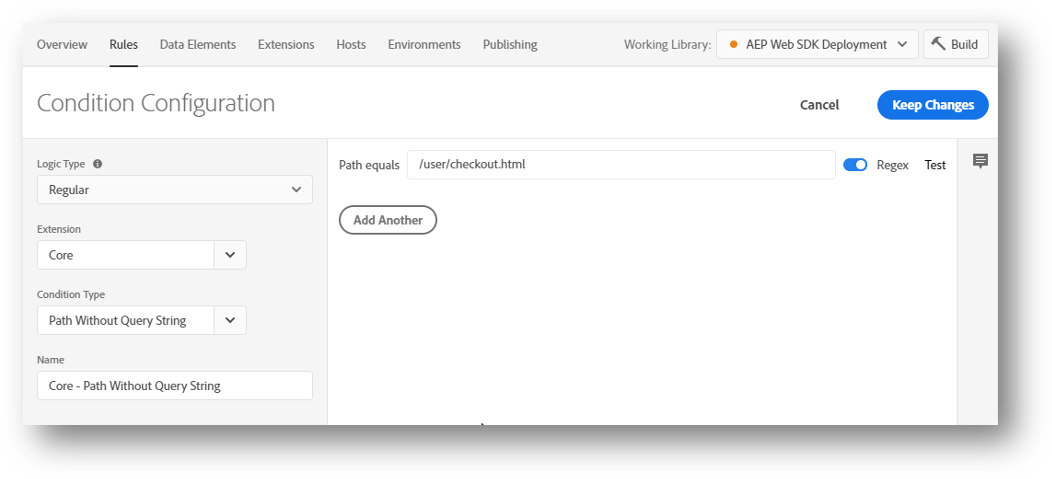 Overview Rules Data Elements Extensions Hosts Environments Publishing Working Library: AEP Web SDK Deployment Build
Condition Configuration Cancel Keep Changes
Logic Type
Regular
Extension
Core
Condition Type
Path Without Query String
Name
Core - Path Without Query String
Path equals /user/checkout.html Regex Test
Add Another